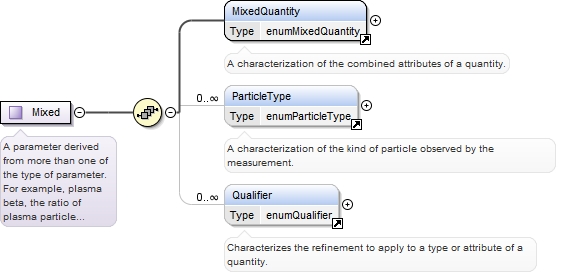 MixedQuantity
Type enumMixedQuantity
A characterization of the combined attributes of a quantity.
0..∞
ParticleType
Type enumParticleType
A characterization of the kind of particle observed by the
measurement.
Mixed
A parameter derived
from more than one of
the type of parameter.
For example, plasma
beta, the ratio of
plasma particle...
0..∞
Qualifier
Type enumQualifier
Characterizes the refinement to apply to a type or attribute of a
quantity.